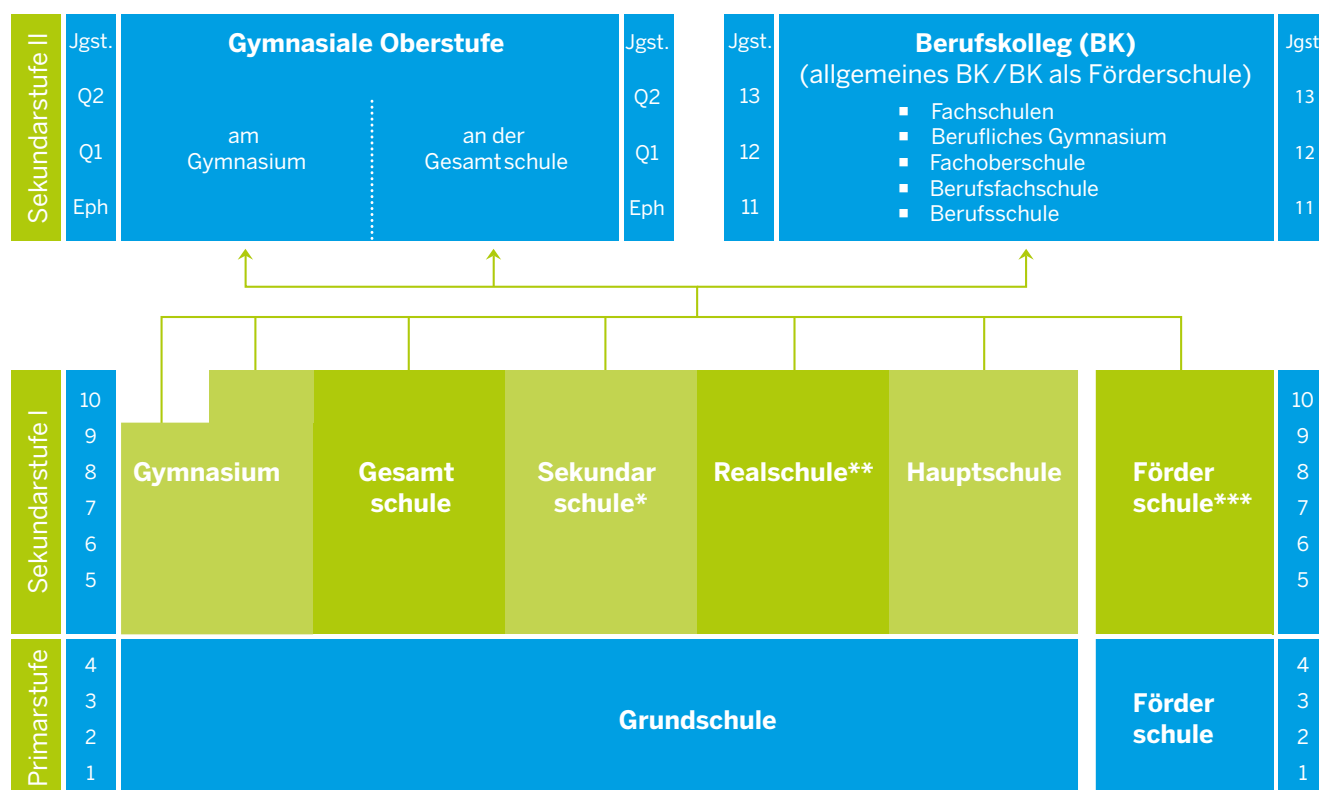 Sekundarstufe II
Jgst.
Q2
Q1
Eph
Gymnasiale Oberstufe
am
Gymnasium
an der
Gesamtschule
Jgst.
Q2
Q1
Eph
Jgst.
13
12
11
Berufskolleg (BK)
(allgemeines BK/BK als Förderschule)
▪ Fachschulen
▪ Berufliches Gymnasium
▪ Fachoberschule
▪ Berufsfachschule
▪ Berufsschule
Jgst
13
12
11
Sekundarstufe I
10
9
8
7
6
5
Gymnasium
Gesamt
schule
Sekundar
schule*
Realschule**
Hauptschule
Förder
schule***
10
9
8
7
6
5
Primarstufe
4
3
2
1
Grundschule
Förder
schule
4
3
2
1